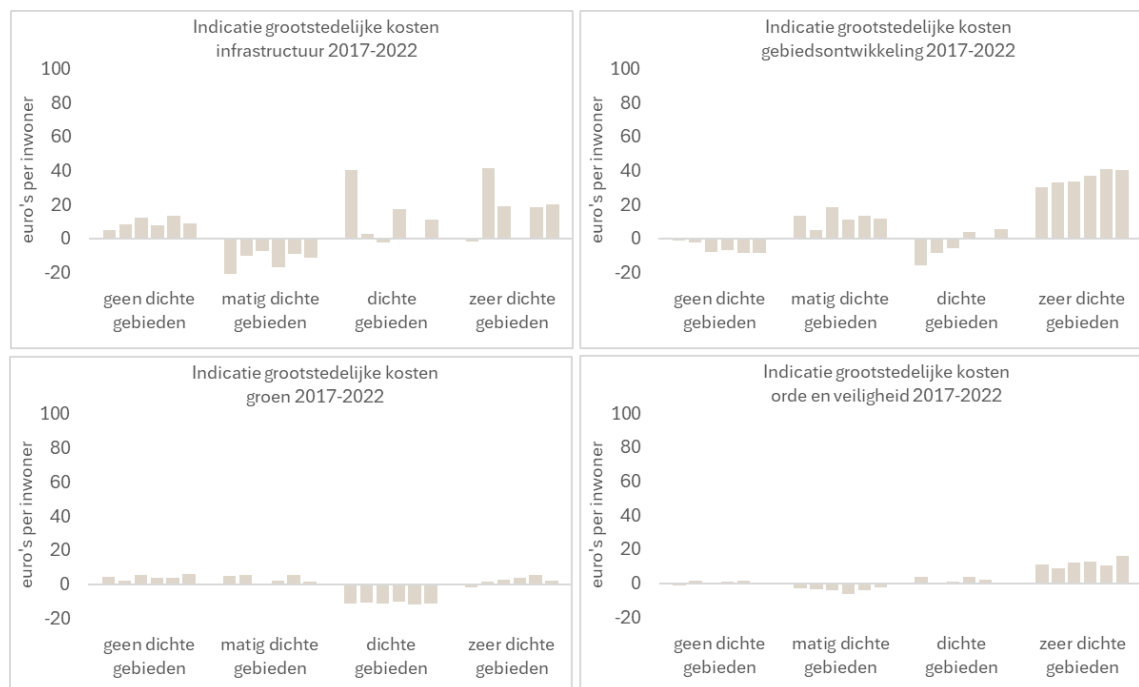 Indicatie grootstedelijke kosten
infrastructuur 2017-2022
100
80
60
40
20
0
-20
euro's per inwoner
geen dichte
gebieden
matig dichte
gebieden
dichte
gebieden
zeer dichte
gebieden
Indicatie grootstedelijke kosten
gebiedsontwikkeling 2017-2022
100
80
60
40
20
0
-20
euro's per inwoner
geen dichte
gebieden
matig dichte
gebieden
dichte
gebieden
zeer dichte
gebieden
Indicatie grootstedelijke kosten
groen 2017-2022
100
80
60
40
20
0
-20
euro's per inwoner
geen dichte
gebieden
matig dichte
gebieden
dichte
gebieden
zeer dichte
gebieden
Indicatie grootstedelijke kosten
orde en veiligheid 2017-2022
100
80
60
40
20
0
-20
euro's per inwoner
geen dichte
gebieden
matig dichte
gebieden
dichte
gebieden
zeer dichte
gebieden